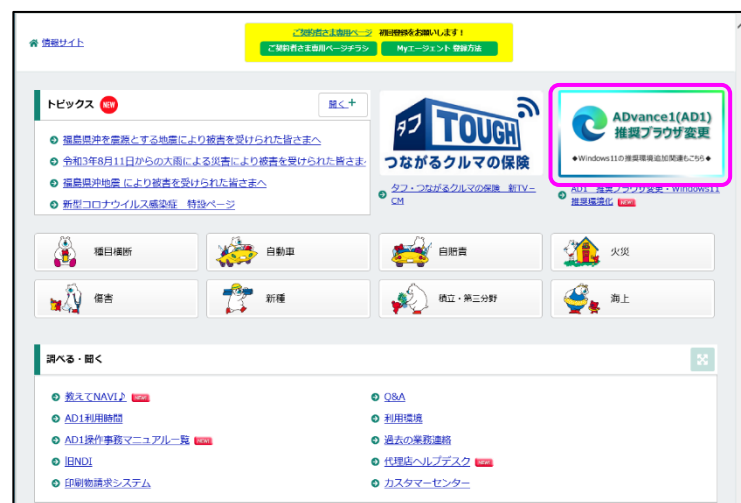 情報サイト
ご契約者さま専用ページ 初回登録をお願いします!
ご契約者さま専用ページチラシ Myエージェント 登録方法
トピックス NEW
開く+
福島県沖を震源とする地震により被害を受けられた皆さまへ
令和3年8月11日からの大雨による災害により被害を受けられた皆さま
福島県沖地震 により被害を受けられた皆さまへ
新型コロナウイルス感染症 特設ページ
タフ TOUGH
つながるクルマの保険
タフ・つながるクルマの保険 新TV-
CM
ADvance1(AD1)
推奨ブラウザ変更
◆Windows11の推奨環境追加関連もこちら◆
AD1 推奨ブラウザ変更・Windows11
推奨環境化 NEW
種目横断
自動車
自賠責
火災
傷害
新種
積立・第三分野
海上
調べる・聞く
教えてNAVI♪ NEW
Q&A
AD1利用時間
利用環境
AD1操作事務マニュアル一覧 NEW
過去の業務連絡
旧NDI
代理店ヘルプデスク NEW
印刷物請求システム
カスタマーセンター